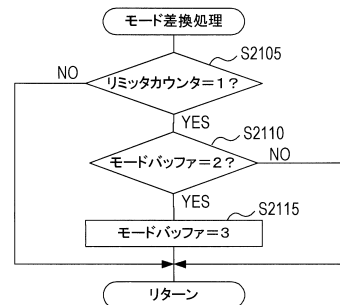 モード差換処理
S2105
NO
リミッタカウンタ=1?
YES
S2110
モードバッファ=2?
NO
YES
S2115
モードバッファ=3
リターン